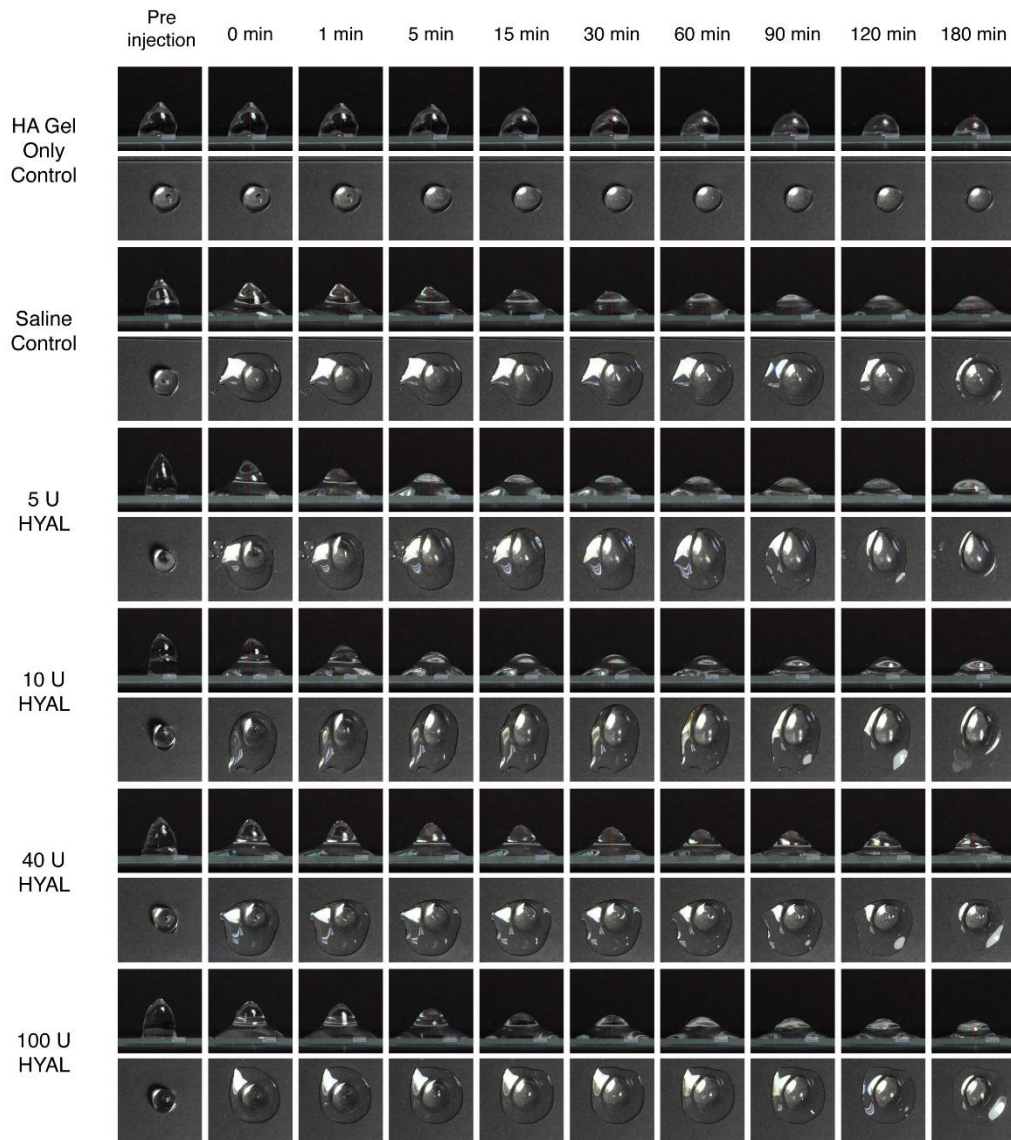 Pre
injection
0 min
1 min
5 min
15 min
30 min
60 min
90 min
120 min
180 min
HA Gel
Only
Control
Saline
Control
5 U
HYAL
10 U
HYAL
40 U
HYAL
100 U
HYAL